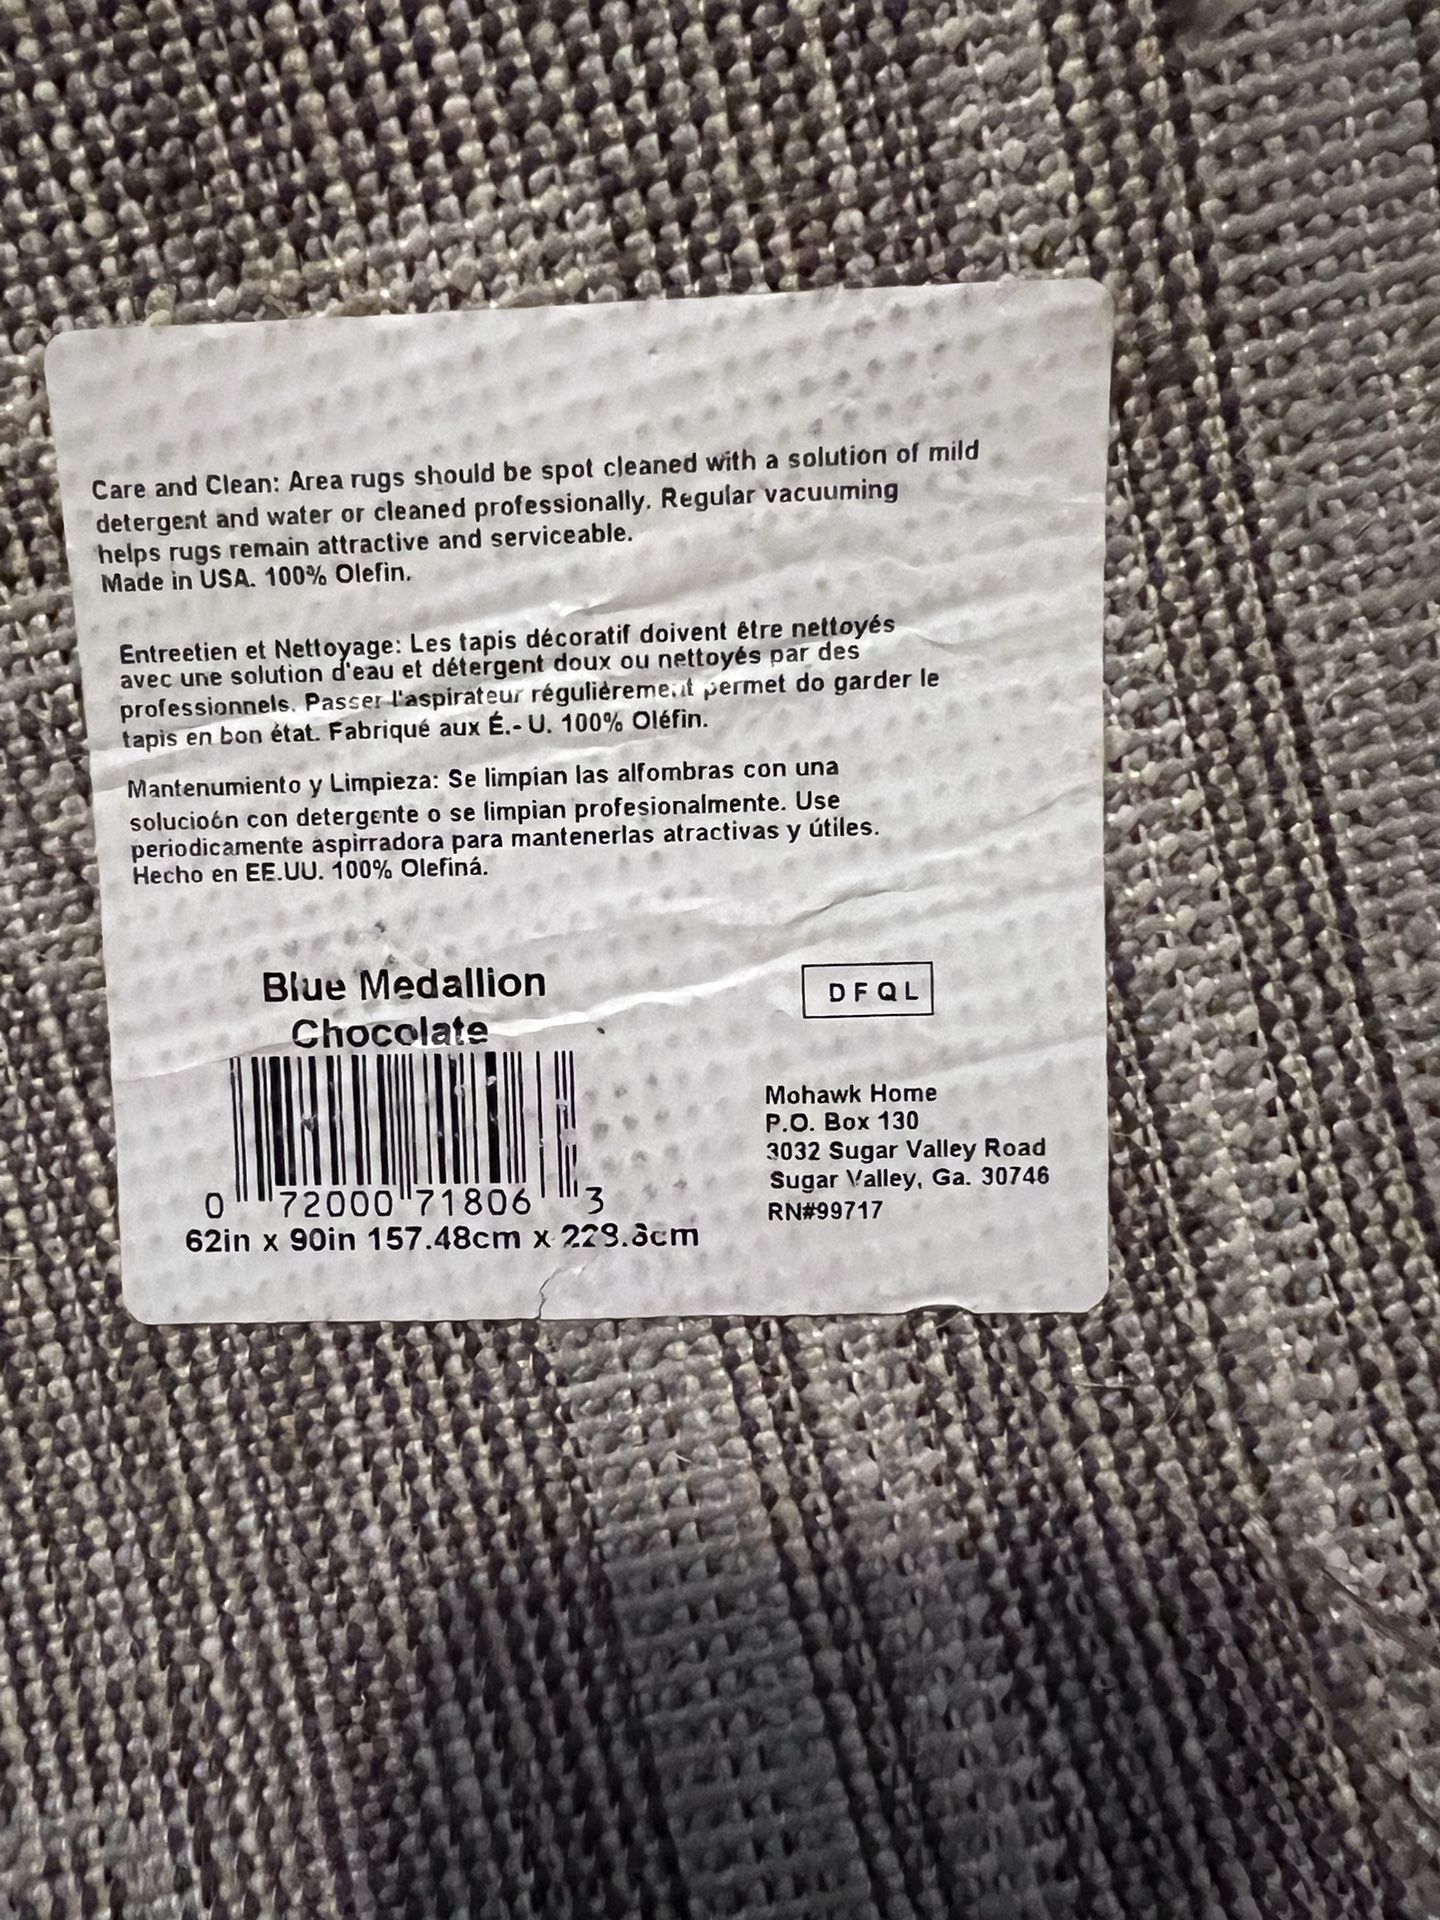 Care and Clean: Area rugs should be spot cleaned with a solution of mild
detergent and water or cleaned professionally. Regular vacuuming
helps rugs remain attractive and serviceable.
Made in USA. 100% Olefin.
Entreetien et Nettoyage: Les tapis décoratif doivent être nettoyés
avec une solution d'eau et détergent doux ou nettoyés par des
professionnels. Passer l'aspirateur régulièrement permet do garder le
tapis en bon état. Fabriqué aux É.- U. 100% Oléfin.
Mantenumiento y Limpieza: Se limpian las alfombras con una
solucioón con detergente o se limpian profesionalmente. Use
periodicamente aspirradora para mantenerlas atractivas y útiles.
Hecho en EE.UU. 100% Olefiná.
Blue Medallion
Chocolate
DFQL
0 72000 71806 3
62in x 90in 157.48cm x 228.6cm
Mohawk Home
P.O. Box 130
3032 Sugar Valley Road
Sugar Valley, Ga. 30746
RN#99717